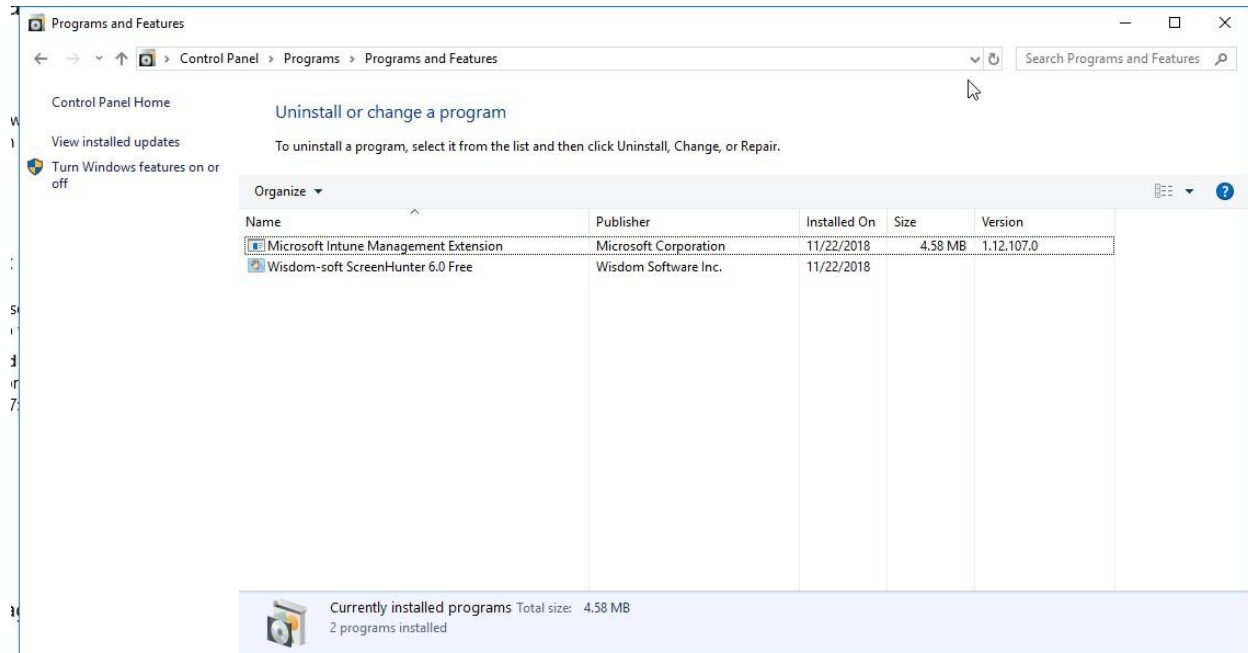 Programs and Features
Control Panel > Programs > Programs and Features
Search Programs and Features
Control Panel Home
View installed updates
Turn Windows features on or
off
Uninstall or change a program
To uninstall a program, select it from the list and then click Uninstall, Change, or Repair.
Organize
Name Publisher Installed On Size Version
Microsoft Intune Management Extension Microsoft Corporation 11/22/2018 4.58 MB 1.12.107.0
Wisdom-soft ScreenHunter 6.0 Free Wisdom Software Inc. 11/22/2018
Currently installed programs Total size: 4.58 MB
2 programs installed